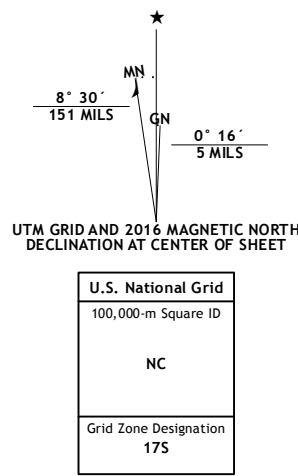 ★
MN
8° 30´
151 MILS
GN
0° 16´
5 MILS
UTM GRID AND 2016 MAGNETIC NORTH
DECLINATION AT CENTER OF SHEET
U.S. National Grid
100,000-m Square ID
NC
Grid Zone Designation
17S